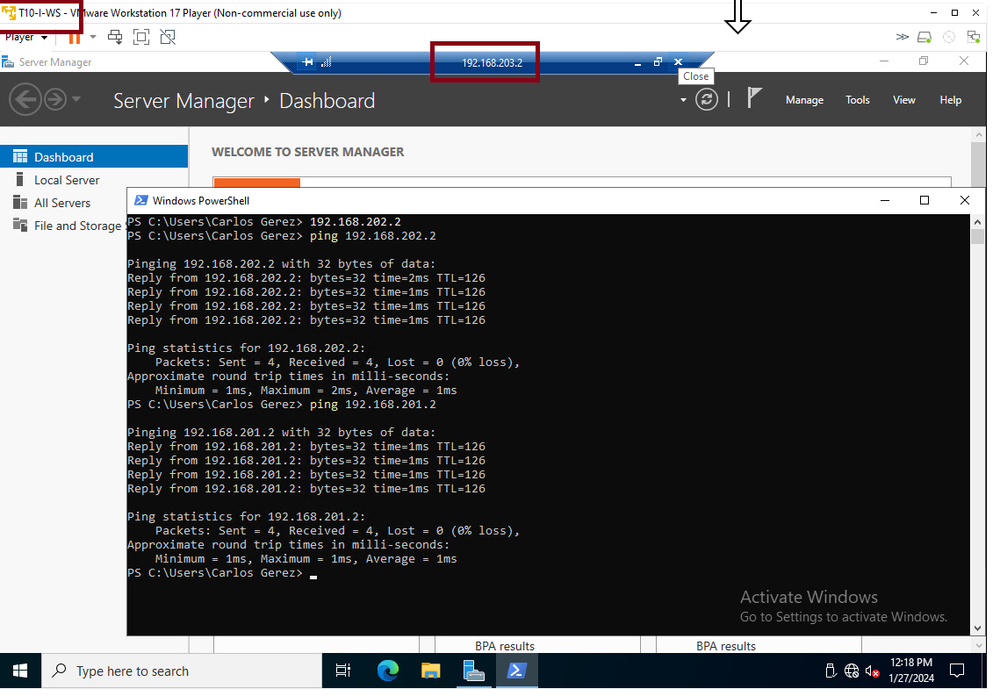 T10-I-WS - VMware Workstation 17 Player (Non-commercial use only)
Player
Server Manager
192.168.203.2
Close
Server Manager
Dashboard
Manage
Tools
View
Help
Dashboard
Local Server
All Servers
File and Storage
WELCOME TO SERVER MANAGER
Windows PowerShell
PS C:\Users\Carlos Gerez> 192.168.202.2
PS C:\Users\Carlos Gerez> ping 192.168.202.2
Pinging 192.168.202.2 with 32 bytes of data:
Reply from 192.168.202.2: bytes=32 time=2ms TTL=126
Reply from 192.168.202.2: bytes=32 time=1ms TTL=126
Reply from 192.168.202.2: bytes=32 time=1ms TTL=126
Reply from 192.168.202.2: bytes=32 time=1ms TTL=126
Ping statistics for 192.168.202.2:
Packets: Sent = 4, Received = 4, Lost = 0 (0% loss),
Approximate round trip times in milli-seconds:
Minimum = 1ms, Maximum = 2ms, Average = 1ms
PS C:\Users\Carlos Gerez> ping 192.168.201.2
Pinging 192.168.201.2 with 32 bytes of data:
Reply from 192.168.201.2: bytes=32 time=1ms TTL=126
Reply from 192.168.201.2: bytes=32 time=1ms TTL=126
Reply from 192.168.201.2: bytes=32 time=1ms TTL=126
Reply from 192.168.201.2: bytes=32 time=1ms TTL=126
Ping statistics for 192.168.201.2:
Packets: Sent = 4, Received = 4, Lost = 0 (0% loss),
Approximate round trip times in milli-seconds:
Minimum = 1ms, Maximum = 1ms, Average = 1ms
PS C:\Users\Carlos Gerez>
Activate Windows
Go to Settings to activate Windows.
BPA results
BPA results
Type here to search
12:18 PM
1/27/2024